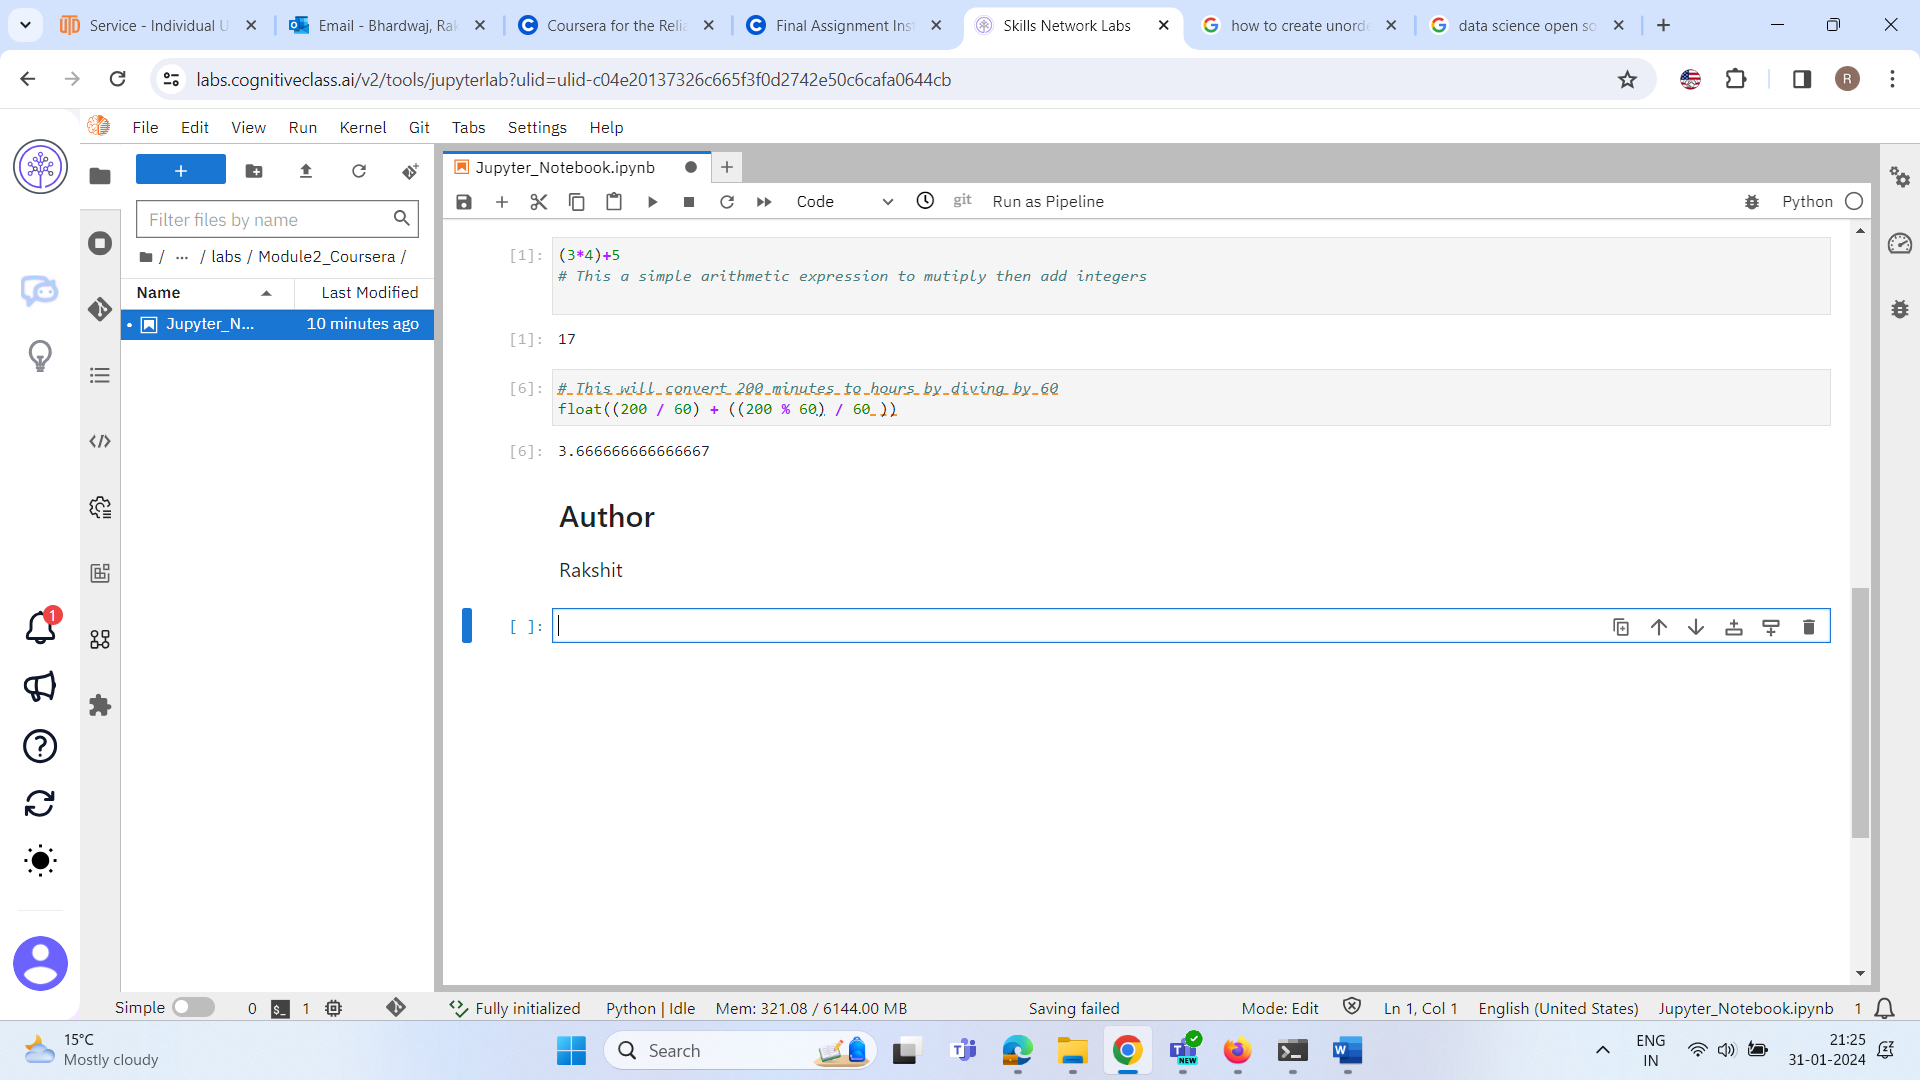 Service - Individual U
Email - Bhardwaj, Rak
Coursera for the Relia
Final Assignment Inst
Skills Network Labs
how to create unorde
data science open so
labs.cognitiveclass.ai/v2/tools/jupyterlab?ulid=ulid-c04e20137326c665f3f0d2742e50c6cafa0644cb
R
File Edit View Run Kernel Git Tabs Settings Help
Jupyter_Notebook.ipynb
Code
git
Run as Pipeline
Python
Filter files by name
/ ... / labs / Module2_Coursera /
Name Last Modified
Jupyter_N... 10 minutes ago
[1]: (3*4)+5
# This a simple arithmetic expression to mutiply then add integers
[1]: 17
[6]: # This will convert 200 minutes to hours by diving by 60
float((200 / 60) + ((200 % 60) / 60 ))
[6]: 3.666666666666667
Author
Rakshit
[ ]:
1
Simple 0 1 Fully initialized Python | Idle Mem: 321.08 / 6144.00 MB Saving failed Mode: Edit Ln 1, Col 1 English (United States) Jupyter_Notebook.ipynb 1
15°C
Mostly cloudy
Search
NEW
ENG
IN
21:25
31-01-2024